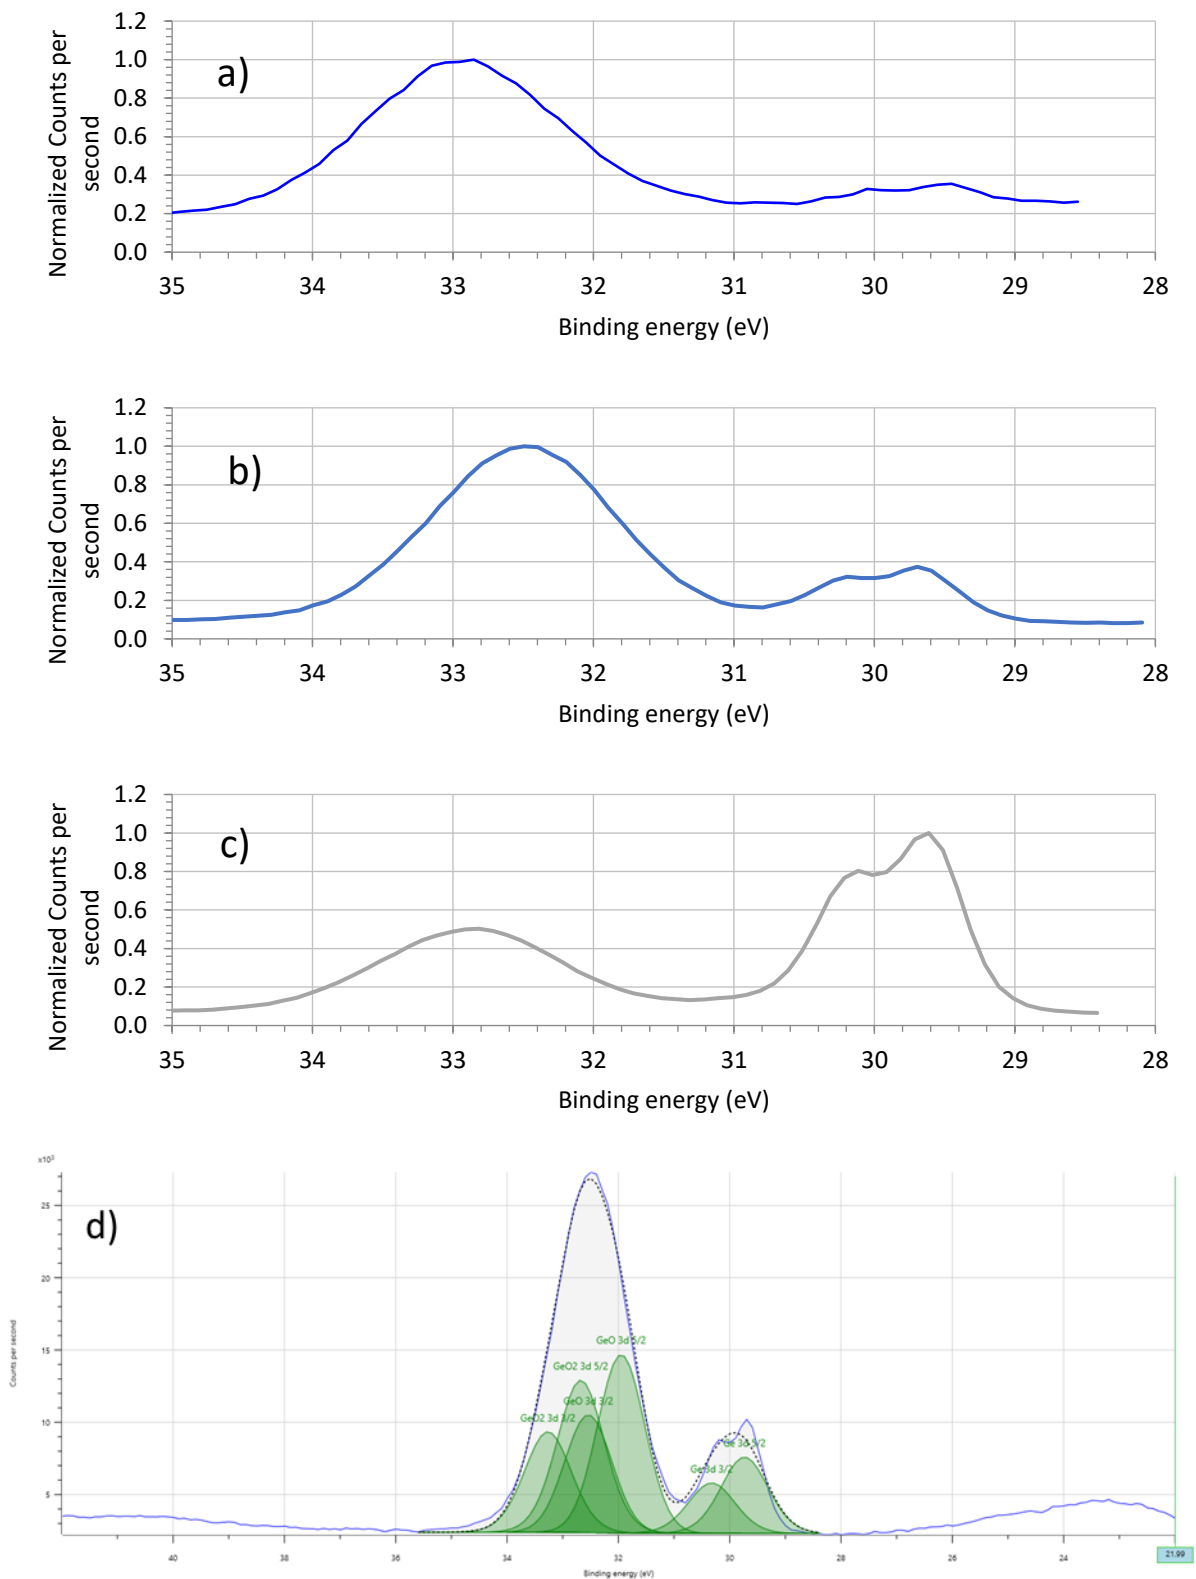 Normalized Counts per
second
1.2
1.0
0.8
0.6
0.4
0.2
0.0
a)
35 34 33 32 31 30 29 28
Binding energy (eV)
Normalized Counts per
second
1.2
1.0
0.8
0.6
0.4
0.2
0.0
b)
35 34 33 32 31 30 29 28
Binding energy (eV)
Normalized Counts per
second
1.2
1.0
0.8
0.6
0.4
0.2
0.0
c)
35 34 33 32 31 30 29 28
Binding energy (eV)
x10³
Counts per second
25
20
15
10
5
d)
GeO 3d 5/2
GeO2 3d 5/2
GeO 3d 3/2
GeO2 3d 3/2
Ge 3d 5/2
Ge 3d 3/2
40 38 36 34 32 30 28 26 24
21.99
Binding energy (eV)